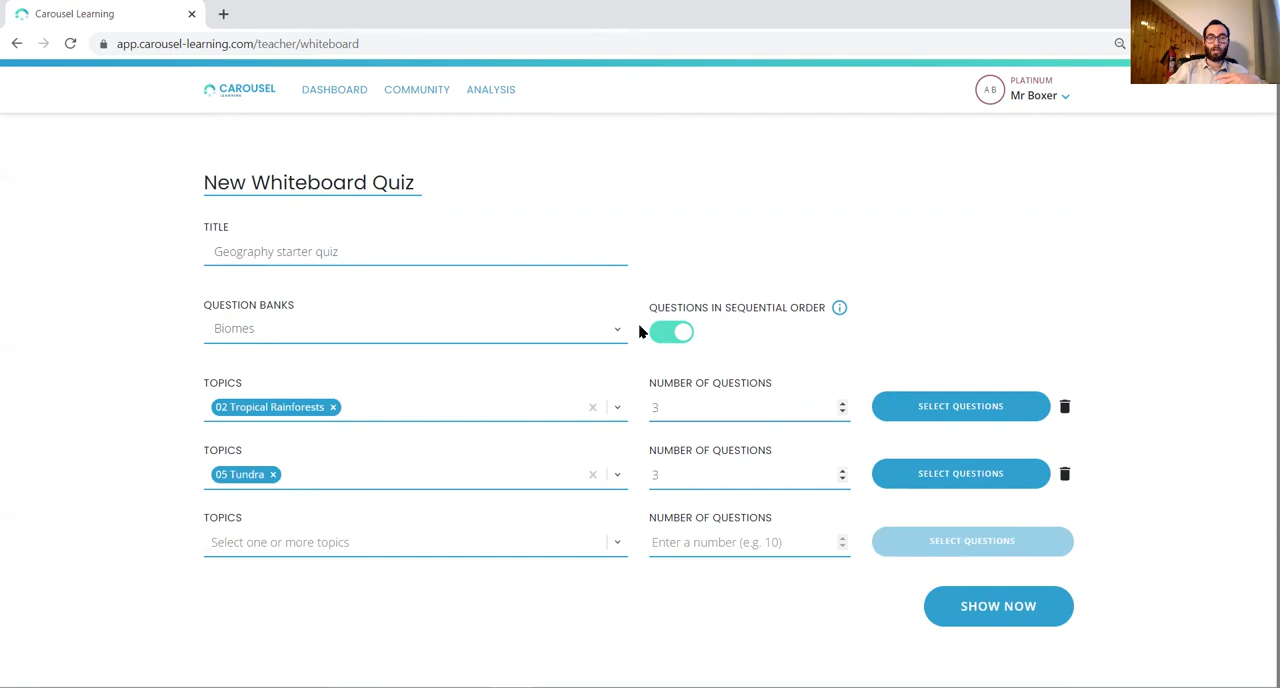 Carousel Learning
app.carousel-learning.com/teacher/whiteboard
CAROUSEL
LEARNING
DASHBOARD COMMUNITY ANALYSIS
A B
PLATINUM
Mr Boxer
New Whiteboard Quiz
TITLE
Geography starter quiz
QUESTION BANKS
Biomes
QUESTIONS IN SEQUENTIAL ORDER i
TOPICS NUMBER OF QUESTIONS
02 Tropical Rainforests 3 SELECT QUESTIONS
TOPICS NUMBER OF QUESTIONS
05 Tundra 3 SELECT QUESTIONS
TOPICS NUMBER OF QUESTIONS
Select one or more topics Enter a number (e.g. 10) SELECT QUESTIONS
SHOW NOW